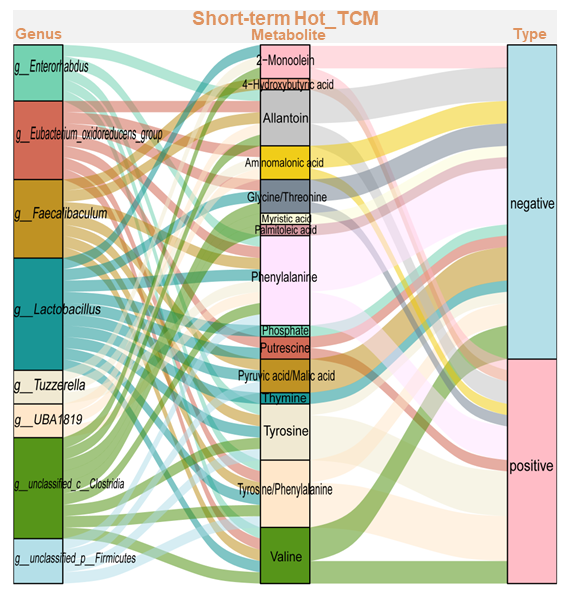 Short-term Hot_TCM
Genus
Metabolite
Type
g__Enterorhabdus
g__Eubacterium_oxidoreducens_group
g__Faecalibaculum
g__Lactobacillus
g__Tuzzerella
g__UBA1819
g__unclassified_c__Clostridia
g__unclassified_p__Firmicutes
2−Monoolein
4−Hydroxybutyric acid
Allantoin
Aminomalonic acid
Glycine/Threonine
Myristic acid
Palmitoleic acid
Phenylalanine
Phosphate
Putrescine
Pyruvic acid/Malic acid
Thymine
Tyrosine
Tyrosine/Phenylalanine
Valine
negative
positive